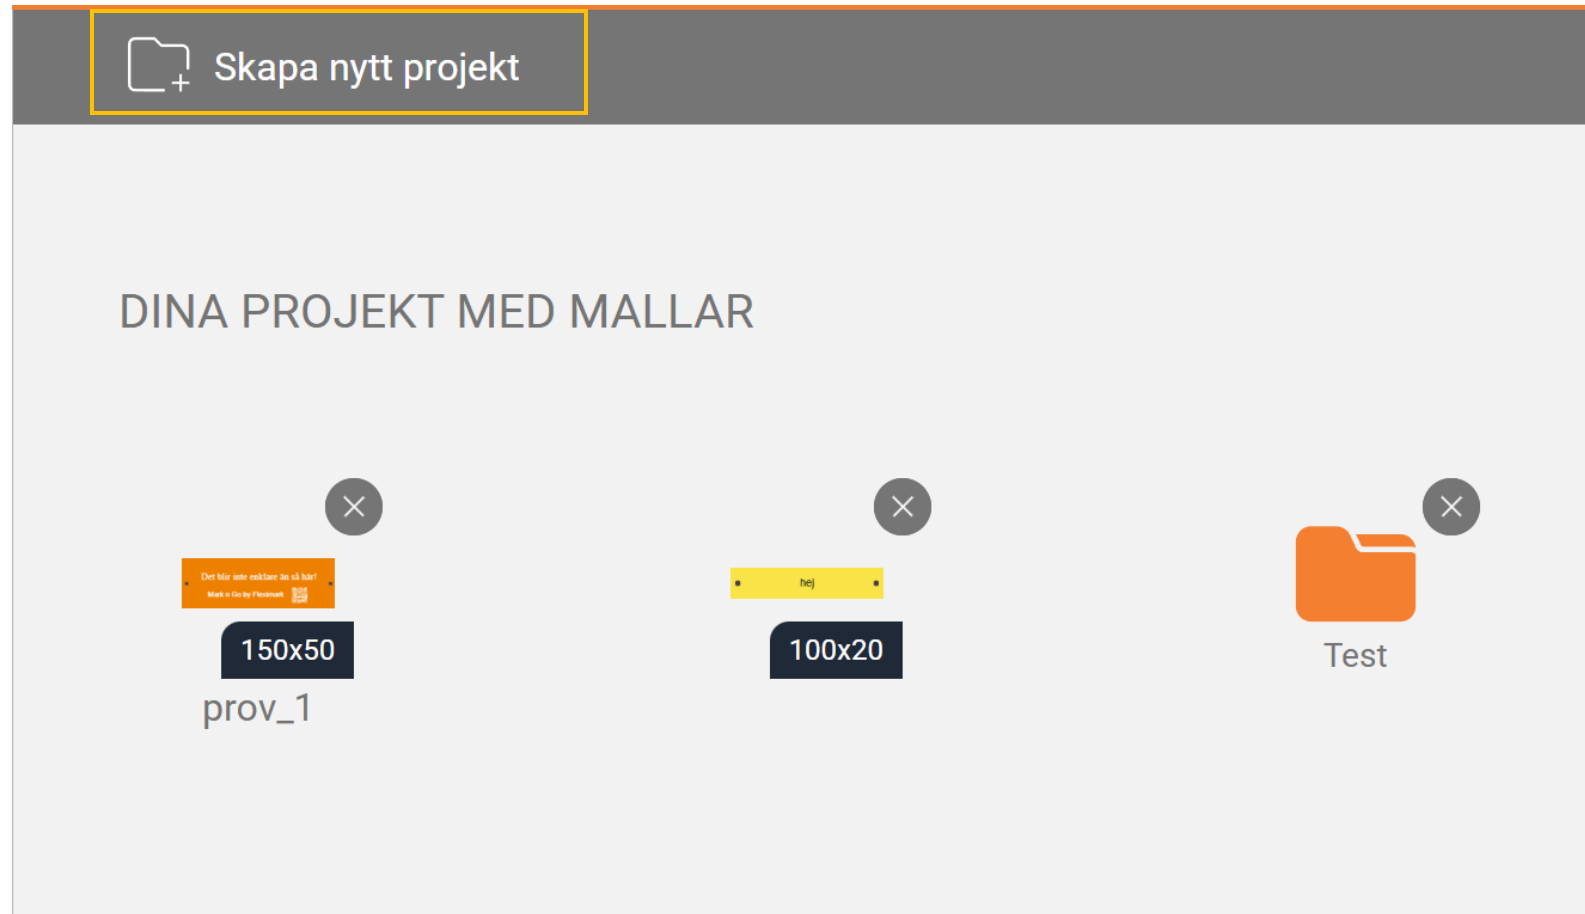 Skapa nytt projekt
DINA PROJEKT MED MALLAR
Det blir inte enklare än så här!
Mark n Go by Fleximark
150x50
prov_1
hej
100x20
Test